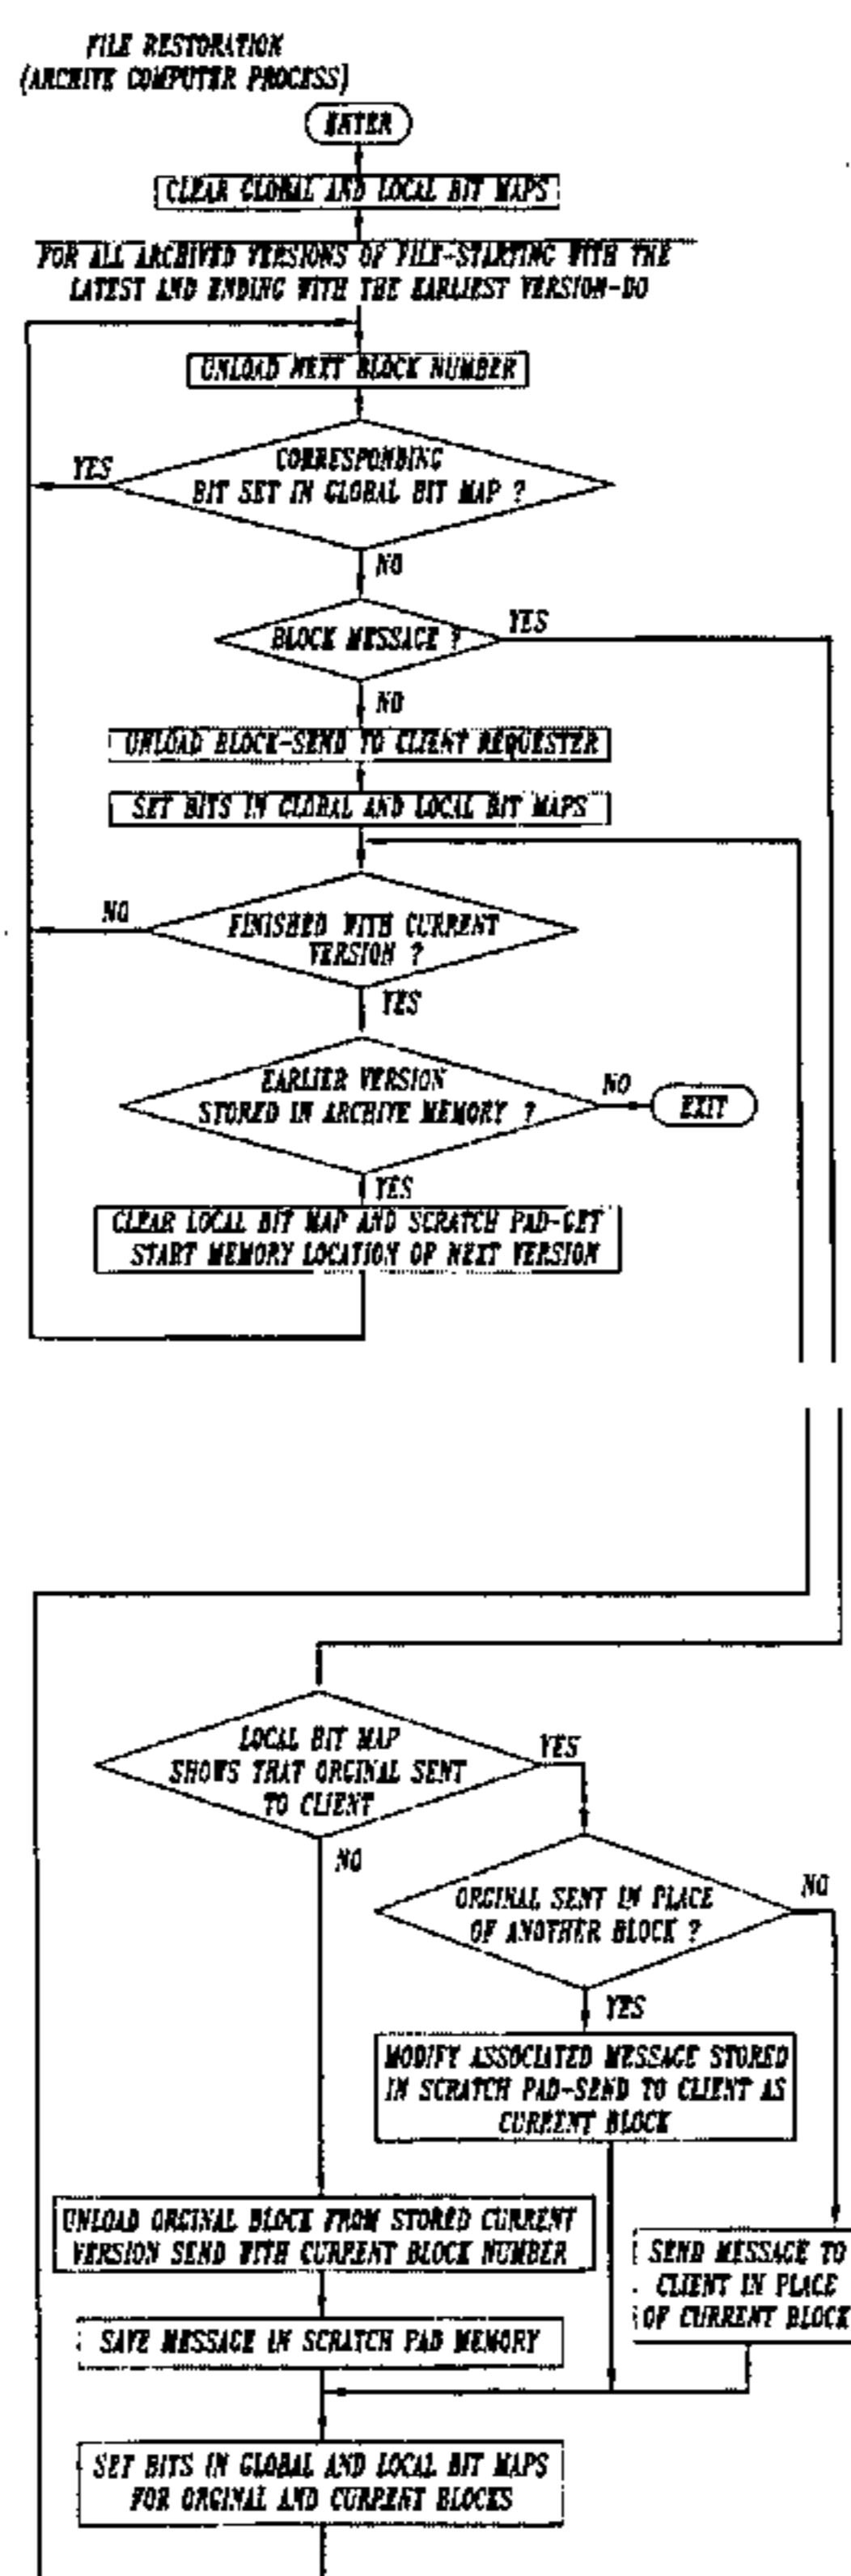 FILE RESTORATION
(ARCHIVE COMPUTER PROCESS)
ENTER
CLEAR GLOBAL AND LOCAL BIT MAPS
FOR ALL ARCHIVED VERSIONS OF FILE-STARTING WITH THE
LATEST AND ENDING WITH THE EARLIEST VERSION-DO
UNLOAD NEXT BLOCK NUMBER
CORRESPONDING
BIT SET IN GLOBAL BIT MAP ?
YES
NO
BLOCK MESSAGE ?
YES
NO
UNLOAD BLOCK-SEND TO CLIENT REQUESTER
SET BITS IN GLOBAL AND LOCAL BIT MAPS
NO
FINISHED WITH CURRENT
VERSION ?
YES
EARLIER VERSION
STORED IN ARCHIVE MEMORY ?
NO
EXIT
YES
CLEAR LOCAL BIT MAP AND SCRATCH PAD-GET
START MEMORY LOCATION OF NEXT VERSION
LOCAL BIT MAP
SHOWS THAT ORGINAL SENT
TO CLIENT
YES
NO
ORGINAL SENT IN PLACE
OF ANOTHER BLOCK ?
NO
YES
MODIFY ASSOCIATED MESSAGE STORED
IN SCRATCH PAD-SEND TO CLIENT AS
CURRENT BLOCK
UNLOAD ORGINAL BLOCK FROM STORED CURRENT
VERSION SEND WITH CURRENT BLOCK NUMBER
SEND MESSAGE TO
CLIENT IN PLACE
OF CURRENT BLOCK
SAVE MESSAGE IN SCRATCH PAD MEMORY
SET BITS IN GLOBAL AND LOCAL BIT MAPS
FOR ORGINAL AND CURRENT BLOCKS